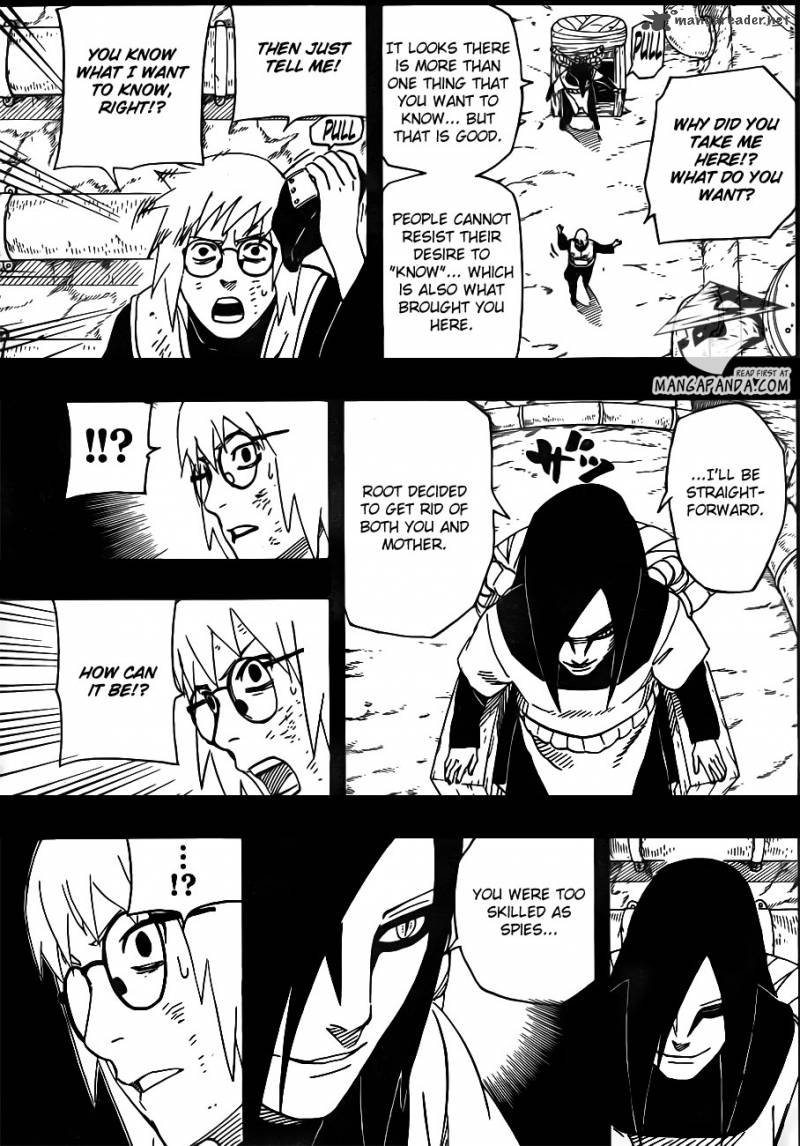 mangareader.net
PULL
WHY DID YOU
TAKE ME
HERE!?
WHAT DO YOU
WANT?
IT LOOKS THERE
IS MORE THAN
ONE THING THAT
YOU WANT TO
KNOW... BUT
THAT IS GOOD.
PEOPLE CANNOT
RESIST THEIR
DESIRE TO
"KNOW"... WHICH
IS ALSO WHAT
BROUGHT YOU
HERE.
READ FIRST AT
MANGAPANDA.COM
THEN JUST
TELL ME!
PULL
YOU KNOW
WHAT I WANT
TO KNOW,
RIGHT!?
...I'LL BE
STRAIGHT-
FORWARD.
ザッ
ROOT DECIDED
TO GET RID OF
BOTH YOU AND
MOTHER.
!!?
HOW CAN
IT BE!?
YOU WERE TOO
SKILLED AS
SPIES...
...!?